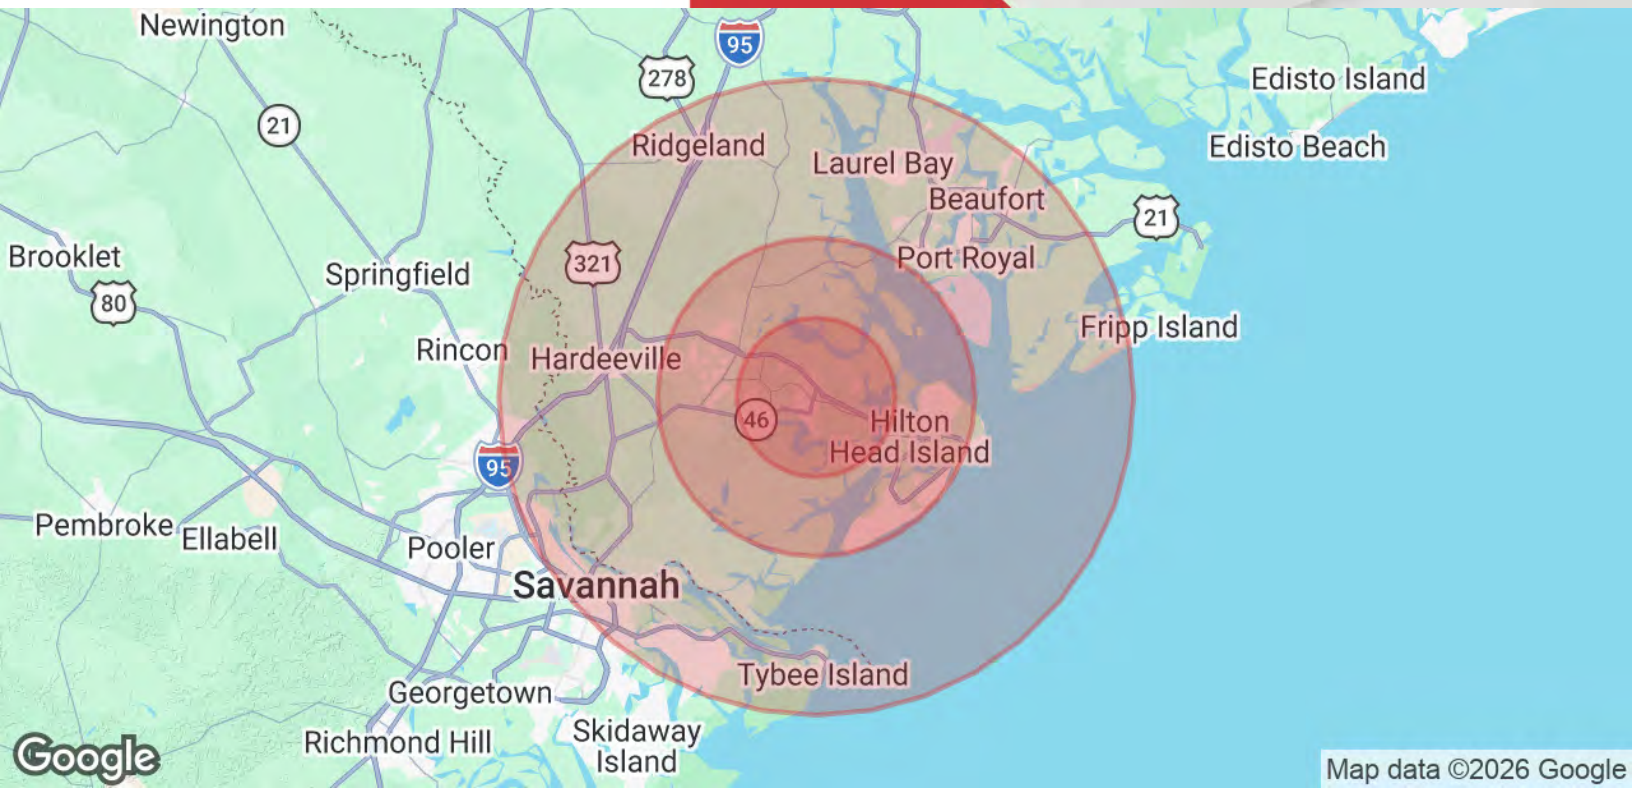 Newington
95
278
Edisto Island
21
Ridgeland
Edisto Beach
Laurel Bay
Beaufort
21
Brooklet
321
Port Royal
Springfield
80
Fripp Island
Rincon
Hardeeville
46
Hilton
Head Island
95
Pembroke
Ellabell
Pooler
Savannah
Tybee Island
Georgetown
Skidaway
Island
Richmond Hill
Google
Map data ©2026 Google